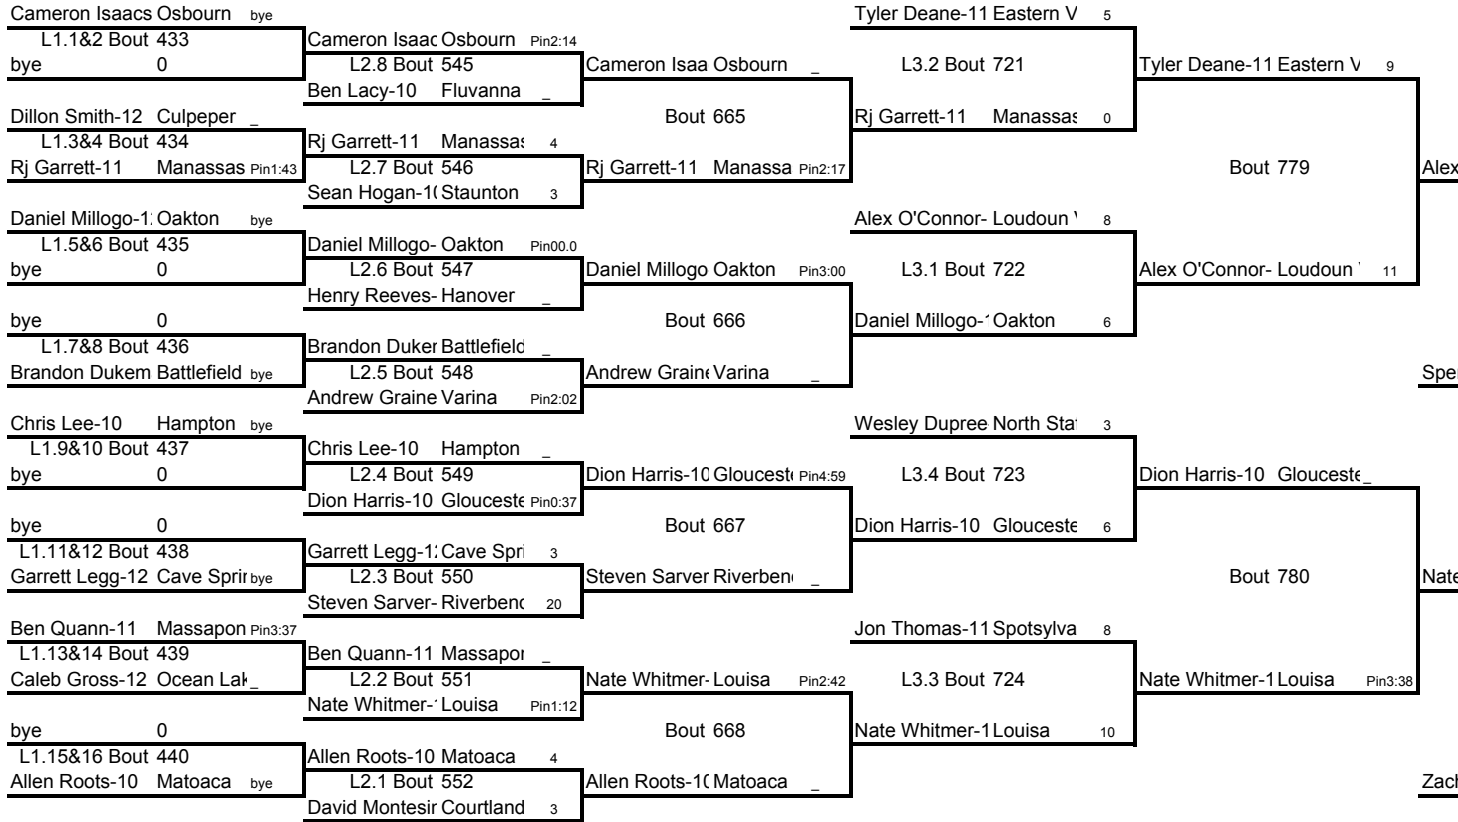 Cameron Isaacs Osbourn bye Tyler Deane-11 Eastern V 5
L1.1&2 Bout 433 Cameron Isaac Osbourn Pin2:14
bye 0 L2.8 Bout 545 Cameron Isaa Osbourn _ L3.2 Bout 721 Tyler Deane-11 Eastern V 9
Ben Lacy-10 Fluvanna _
Dillon Smith-12 Culpeper _ Bout 665 Rj Garrett-11 Manassas 0
L1.3&4 Bout 434 Rj Garrett-11 Manassas 4
Rj Garrett-11 Manassas Pin1:43 L2.7 Bout 546 Rj Garrett-11 Manassa Pin2:17 Bout 779 Alex
Sean Hogan-10 Staunton 3
Daniel Millogo-1 Oakton bye Alex O'Connor- Loudoun 8
L1.5&6 Bout 435 Daniel Millogo- Oakton Pin00.0
bye 0 L2.6 Bout 547 Daniel Millogo Oakton Pin3:00 L3.1 Bout 722 Alex O'Connor- Loudoun 11
Henry Reeves- Hanover _
bye 0 Bout 666 Daniel Millogo-1 Oakton 6
L1.7&8 Bout 436 Brandon Duker Battlefield _
Brandon Dukem Battlefield bye L2.5 Bout 548 Andrew Graine Varina _ Sper
Andrew Graine Varina Pin2:02
Chris Lee-10 Hampton bye Wesley Dupree North Sta 3
L1.9&10 Bout 437 Chris Lee-10 Hampton _
bye 0 L2.4 Bout 549 Dion Harris-10 Glouceste Pin4:59 L3.4 Bout 723 Dion Harris-10 Glouceste _
Dion Harris-10 Glouceste Pin0:37
bye 0 Bout 667 Dion Harris-10 Glouceste 6
L1.11&12 Bout 438 Garrett Legg-12 Cave Spri 3
Garrett Legg-12 Cave Sprin bye L2.3 Bout 550 Steven Sarver Riverbend _ Bout 780 Nate
Steven Sarver- Riverbend 20
Ben Quann-11 Massapon Pin3:37 Jon Thomas-11 Spotsylva 8
L1.13&14 Bout 439 Ben Quann-11 Massapon _
Caleb Gross-12 Ocean Lak _ L2.2 Bout 551 Nate Whitmer- Louisa Pin2:42 L3.3 Bout 724 Nate Whitmer-1 Louisa Pin3:38
Nate Whitmer-1 Louisa Pin1:12
bye 0 Bout 668 Nate Whitmer-1 Louisa 10
L1.15&16 Bout 440 Allen Roots-10 Matoaca 4
Allen Roots-10 Matoaca bye L2.1 Bout 552 Allen Roots-10 Matoaca _ Zach
David Montesir Courtland 3